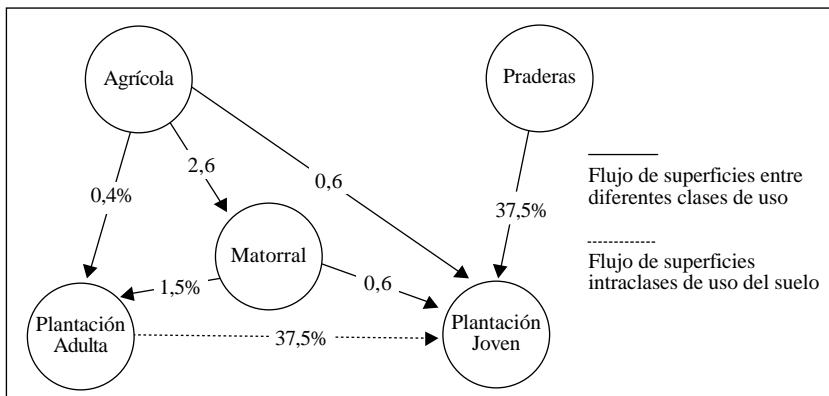 Agrícola
Praderas
2,6
0,6
0,4%
37,5%
Flujo de superficies entre
diferentes clases de uso
Matorral
1,5%
0,6
Flujo de superficies
intraclases de uso del suelo
Plantación
Adulta
37,5%
Plantación
Joven